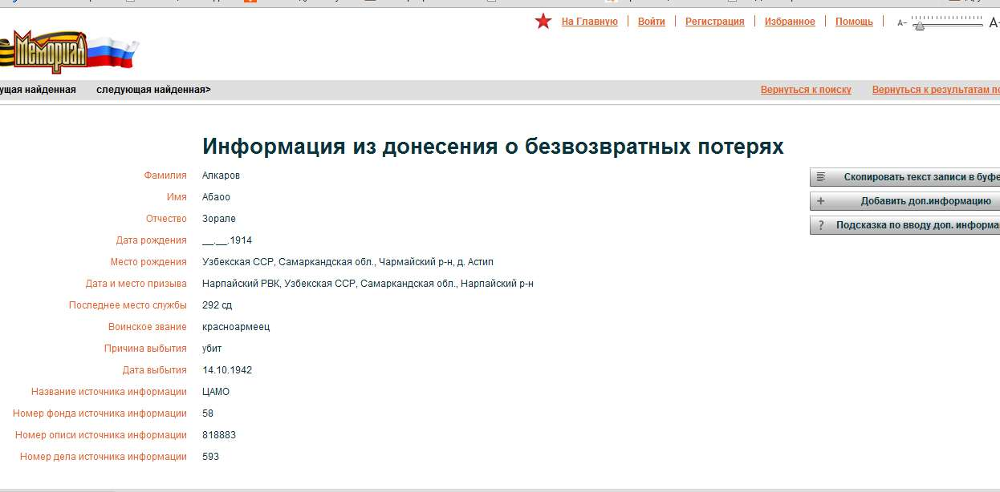 На Главную Войти Регистрация Избранное Помощь А– А
Мемориал
ущая найденная следующая найденная> Вернуться к поиску Вернуться к результатам по
Информация из донесения о безвозвратных потерях
Фамилия Алкаров
Имя Абаоо
Отчество Зорале
Дата рождения __.__.1914
Место рождения Узбекская ССР, Самаркандская обл., Чармайский р-н, д. Астип
Дата и место призыва Нарпайский РВК, Узбекская ССР, Самаркандская обл., Нарпайский р-н
Последнее место службы 292 сд
Воинское звание красноармеец
Причина выбытия убит
Дата выбытия 14.10.1942
Название источника информации ЦАМО
Номер фонда источника информации 58
Номер описи источника информации 818883
Номер дела источника информации 593
Скопировать текст записи в буфе
+ Добавить доп.информацию
? Подсказка по вводу доп. информа